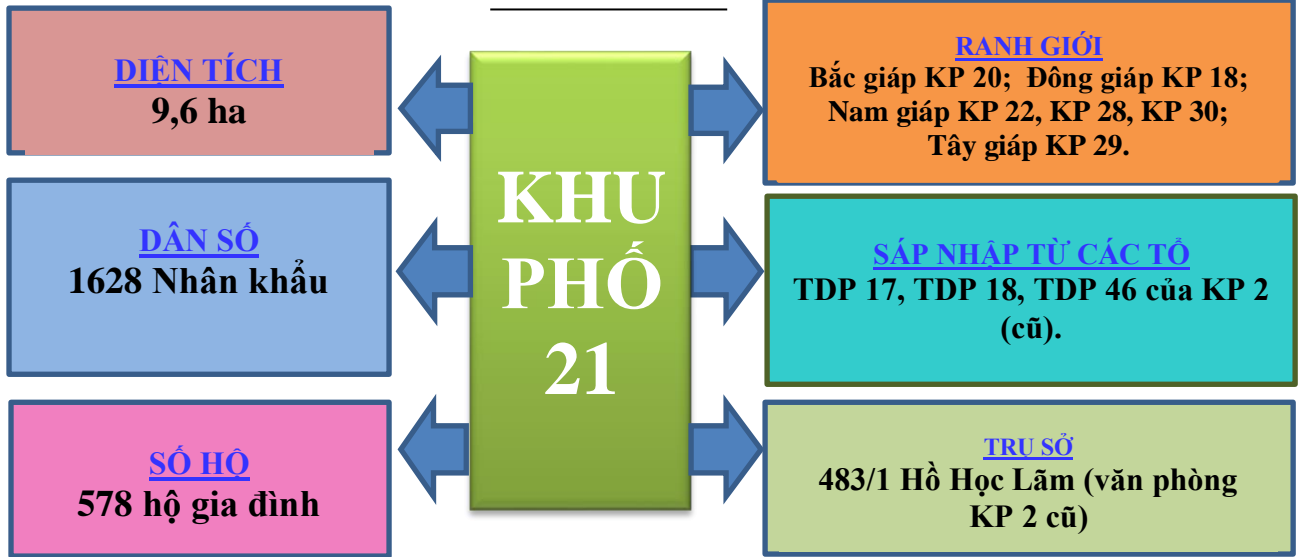 DIỆN TÍCH
9,6 ha
DÂN SỐ
1628 Nhân khẩu
SỐ HỘ
578 hộ gia đình
KHU
PHỐ
21
RANH GIỚI
Bắc giáp KP 20; Đông giáp KP 18;
Nam giáp KP 22, KP 28, KP 30;
Tây giáp KP 29.
SÁP NHẬP TỪ CÁC TỔ
TDP 17, TDP 18, TDP 46 của KP 2
(cũ).
TRỤ SỞ
483/1 Hồ Học Lãm (văn phòng
KP 2 cũ)